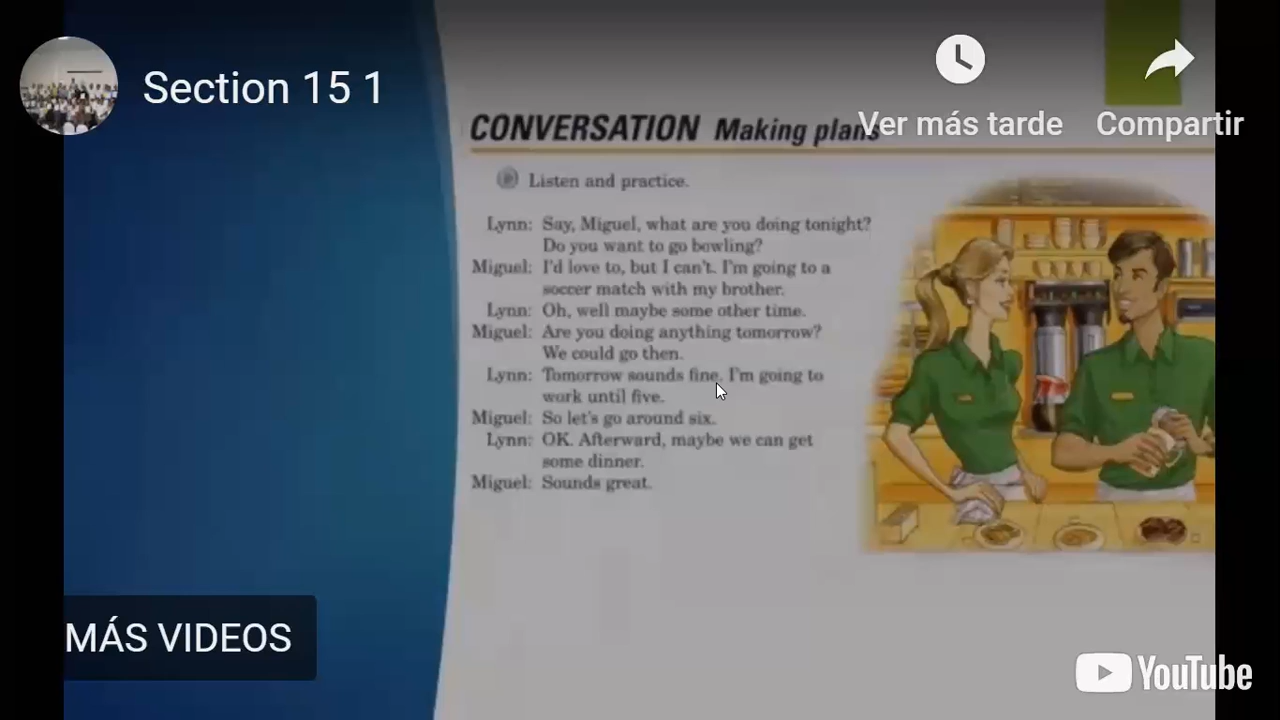 Section 15 1
Ver más tarde
Compartir
CONVERSATION Making plans
Listen and practice.
Lynn: Say, Miguel, what are you doing tonight?
Do you want to go bowling?
Miguel: I'd love to, but I can't. I'm going to a
soccer match with my brother.
Lynn: Oh, well maybe some other time.
Miguel: Are you doing anything tomorrow?
We could go then.
Lynn: Tomorrow sounds fine. I'm going to
work until five.
Miguel: So let's go around six.
Lynn: OK. Afterward, maybe we can get
some dinner.
Miguel: Sounds great.
MÁS VIDEOS
YouTube